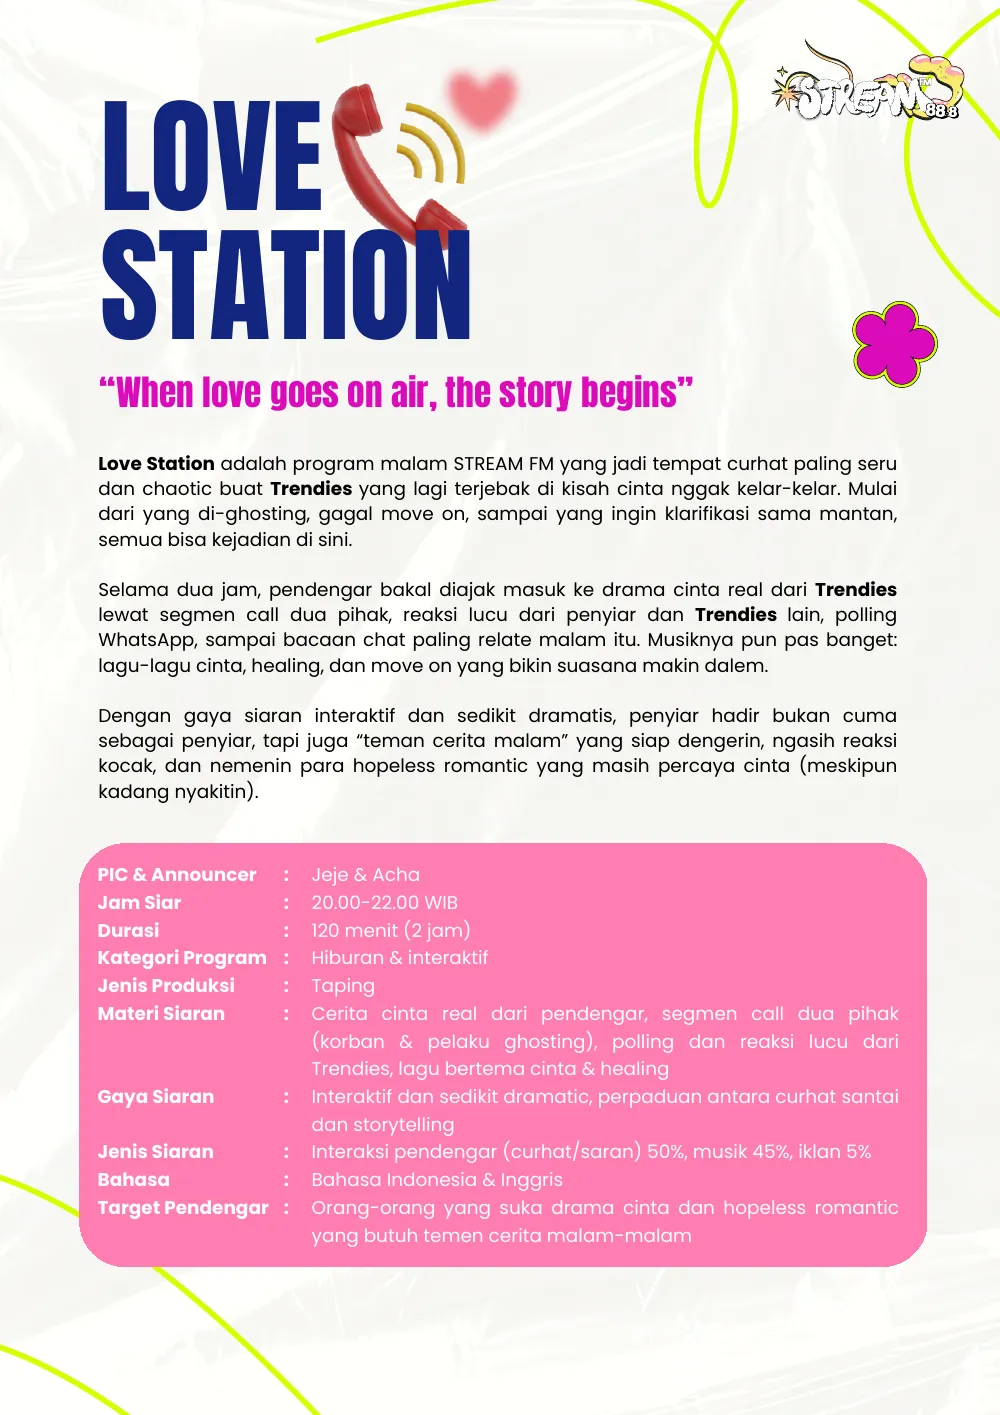 LOVE
STATION
STREAM FM
88.8
“When love goes on air, the story begins”
Love Station adalah program malam STREAM FM yang jadi tempat curhat paling seru
dan chaotic buat Trendies yang lagi terjebak di kisah cinta nggak kelar-kelar. Mulai
dari yang di-ghosting, gagal move on, sampai yang ingin klarifikasi sama mantan,
semua bisa kejadian di sini.
Selama dua jam, pendengar bakal diajak masuk ke drama cinta real dari Trendies
lewat segmen call dua pihak, reaksi lucu dari penyiar dan Trendies lain, polling
WhatsApp, sampai bacaan chat paling relate malam itu. Musiknya pun pas banget:
lagu-lagu cinta, healing, dan move on yang bikin suasana makin dalem.
Dengan gaya siaran interaktif dan sedikit dramatis, penyiar hadir bukan cuma
sebagai penyiar, tapi juga “teman cerita malam” yang siap dengerin, ngasih reaksi
kocak, dan nemenin para hopeless romantic yang masih percaya cinta (meskipun
kadang nyakitin).
PIC & Announcer : Jeje & Acha
Jam Siar : 20.00-22.00 WIB
Durasi : 120 menit (2 jam)
Kategori Program : Hiburan & interaktif
Jenis Produksi : Taping
Materi Siaran : Cerita cinta real dari pendengar, segmen call dua pihak
(korban & pelaku ghosting), polling dan reaksi lucu dari
Trendies, lagu bertema cinta & healing
Gaya Siaran : Interaktif dan sedikit dramatic, perpaduan antara curhat santai
dan storytelling
Jenis Siaran : Interaksi pendengar (curhat/saran) 50%, musik 45%, iklan 5%
Bahasa : Bahasa Indonesia & Inggris
Target Pendengar : Orang-orang yang suka drama cinta dan hopeless romantic
yang butuh temen cerita malam-malam